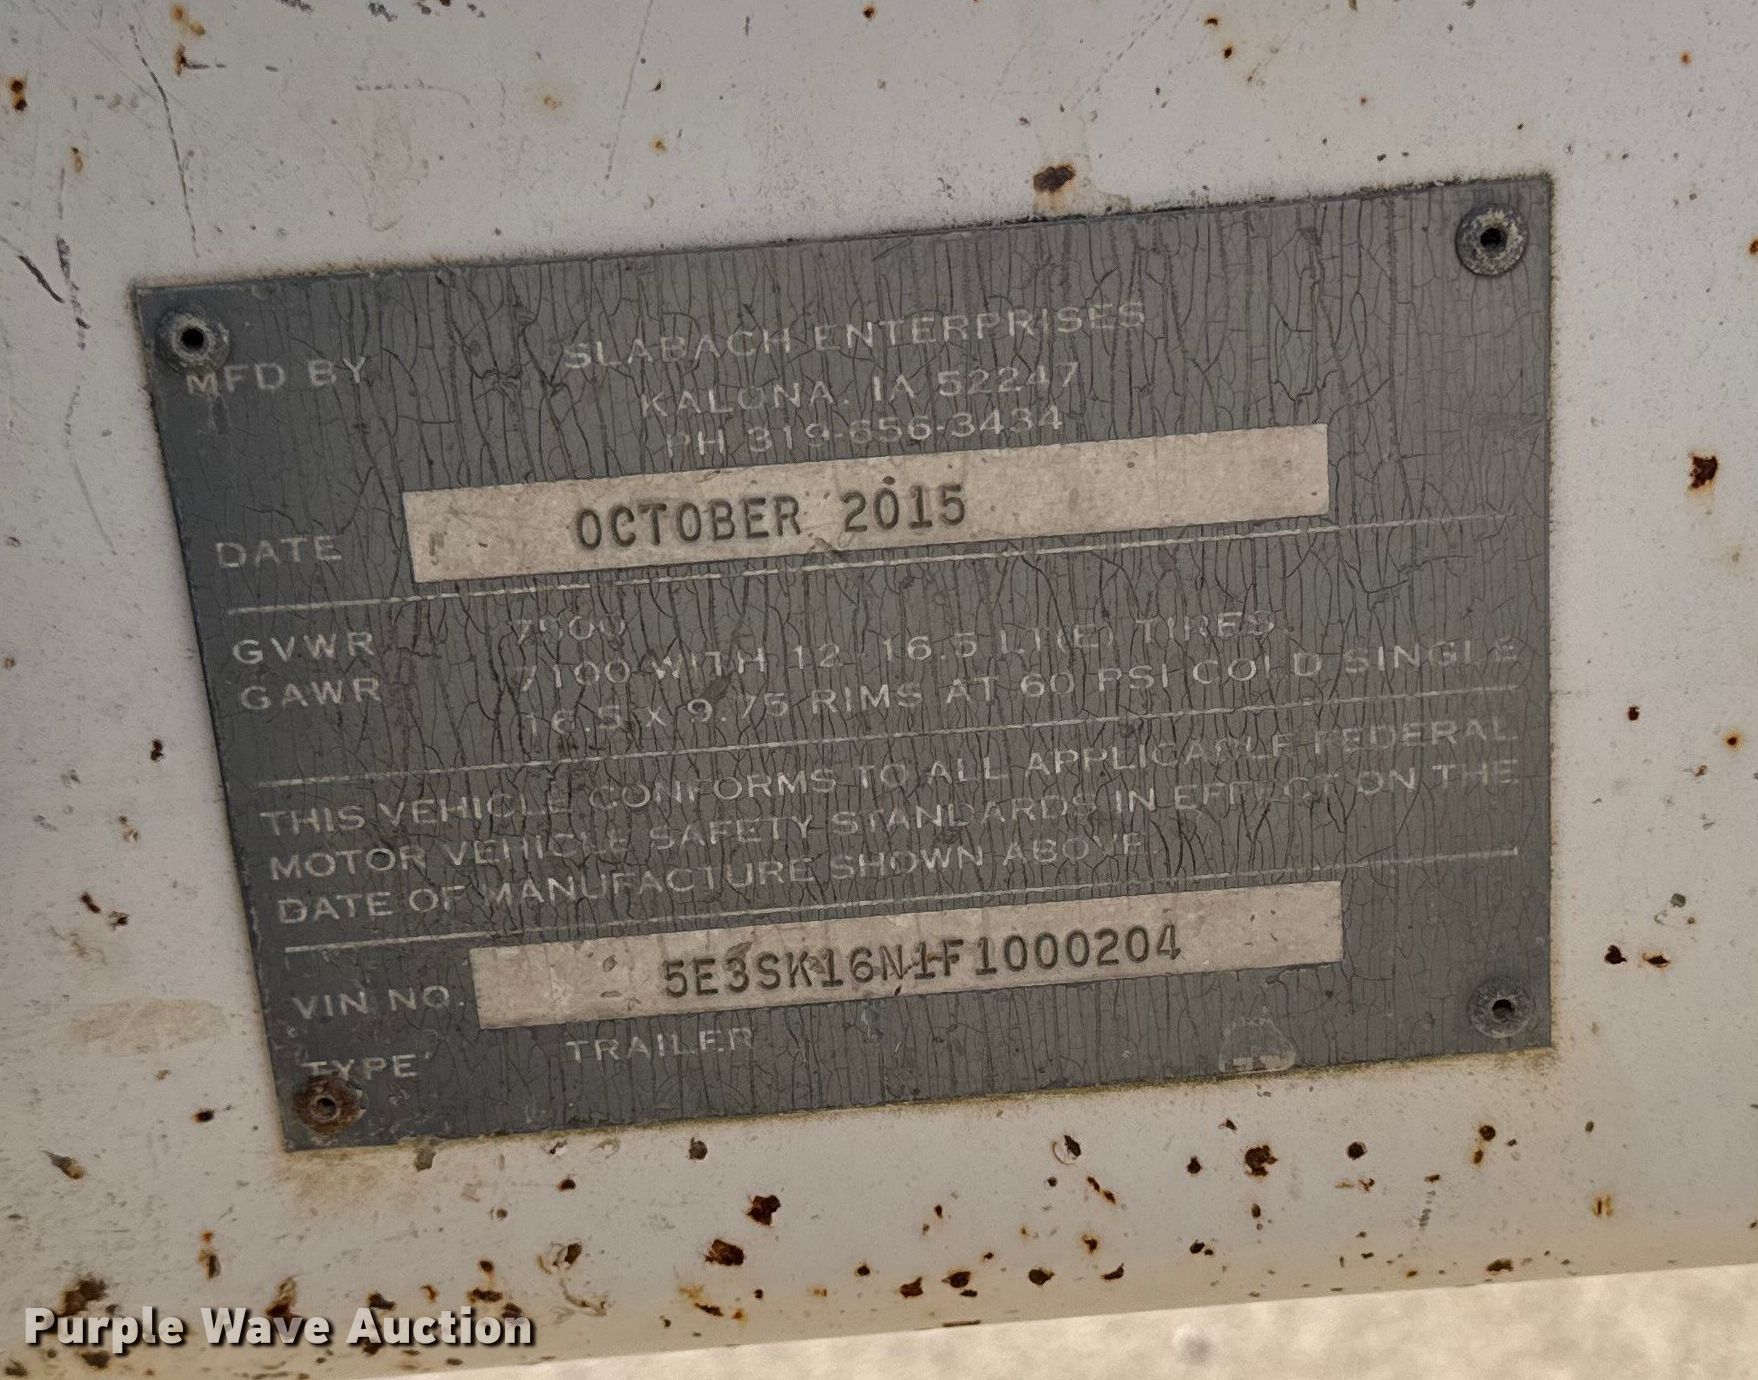 MFD BY SLABACH ENTERPRISES
KALONA, IA 52247
PH 319-656-3434
DATE OCTOBER 2015
GVWR 7500
GAWR 7100 WITH 12-16.5 LT(E) TIRES
16.5 X 9.75 RIMS AT 60 PSI COLD SINGLE
THIS VEHICLE CONFORMS TO ALL APPLICABLE FEDERAL
MOTOR VEHICLE SAFETY STANDARDS IN EFFECT ON THE
DATE OF MANUFACTURE SHOWN ABOVE.
VIN NO. 5E3SK16N1F1000204
TYPE TRAILER
Purple Wave Auction